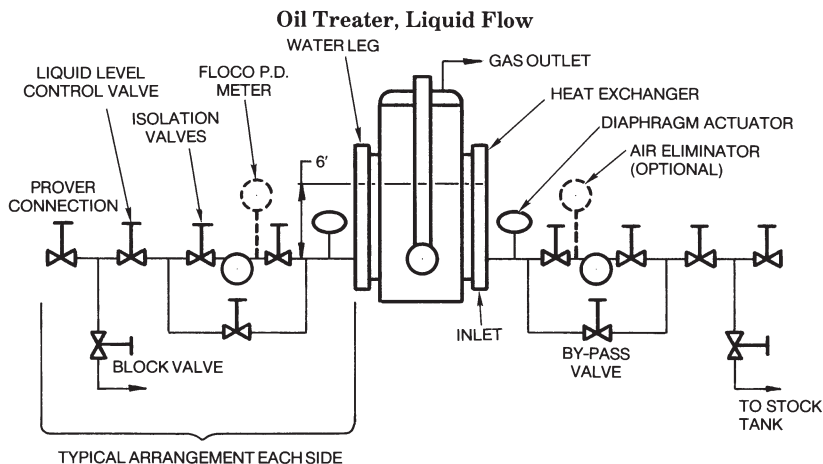 Oil Treater, Liquid Flow
WATER LEG
GAS OUTLET
LIQUID LEVEL
CONTROL VALVE
FLOCO P.D.
METER
HEAT EXCHANGER
ISOLATION
VALVES
DIAPHRAGM ACTUATOR
6'
AIR ELIMINATOR
(OPTIONAL)
PROVER
CONNECTION
INLET
BY-PASS
VALVE
BLOCK VALVE
TO STOCK
TANK
TYPICAL ARRANGEMENT EACH SIDE